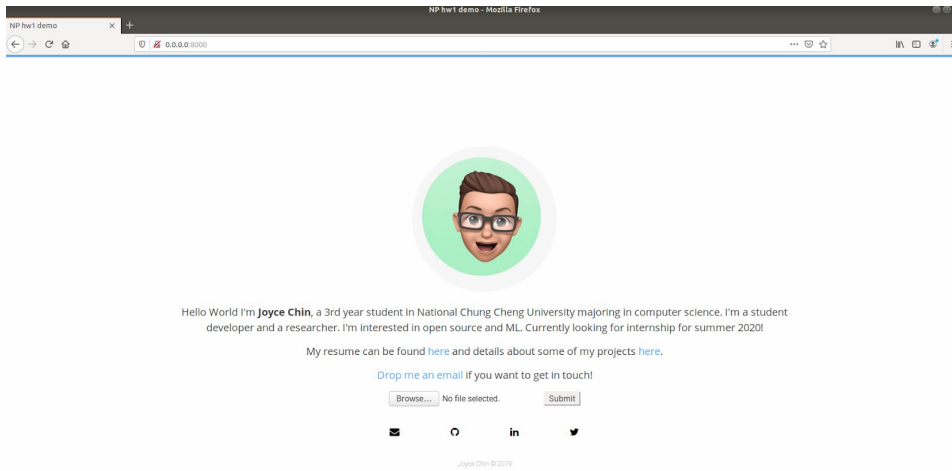 NP hw1 demo - Mozilla Firefox
NP hw1 demo
0.0.0.0:8000
Hello World I'm Joyce Chin, a 3rd year student in National Chung Cheng University majoring in computer science. I'm a student
developer and a researcher. I'm interested in open source and ML. Currently looking for internship for summer 2020!
My resume can be found here and details about some of my projects here.
Drop me an email if you want to get in touch!
Browse... No file selected. Submit
in
Joyce Chin © 2019